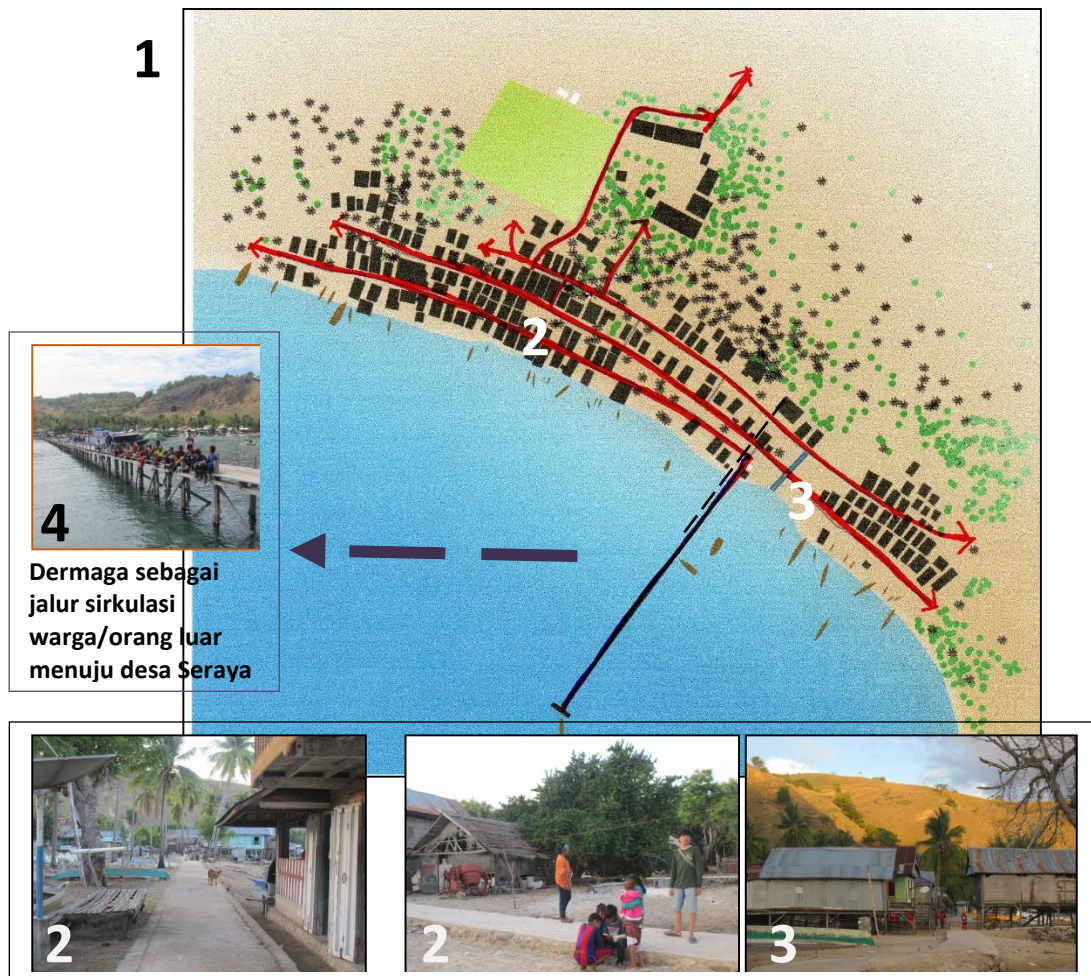 1
2
3
4
Dermaga sebagai
jalur sirkulasi
warga/orang luar
menuju desa Seraya
2
2
3